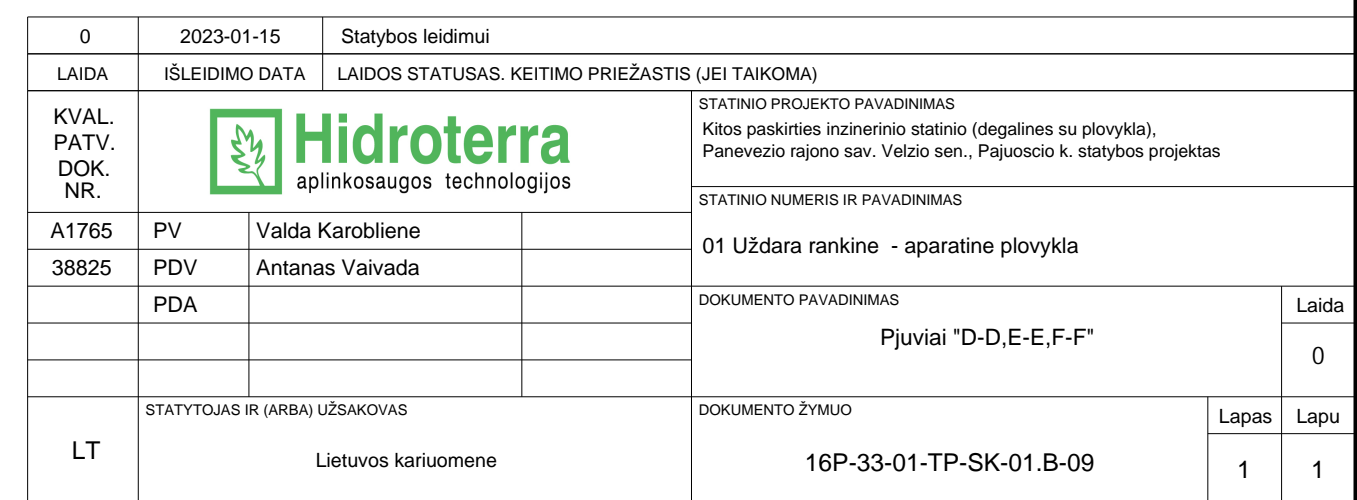 0 2023-01-15 Statybos leidimui
LAIDA IŠLEIDIMO DATA LAIDOS STATUSAS. KEITIMO PRIEŽASTIS (JEI TAIKOMA)
KVAL.
PATV.
DOK.
NR.
Hidroterra
aplinkosaugos technologijos
STATINIO PROJEKTO PAVADINIMAS
Kitos paskirties inzinerinio statinio (degalines su plovykla),
Panevezio rajono sav. Velzio sen., Pajuoscio k. statybos projektas
STATINIO NUMERIS IR PAVADINIMAS
01 Uždara rankine - aparatine plovykla
A1765 PV Valda Karobliene
38825 PDV Antanas Vaivada
PDA
DOKUMENTO PAVADINIMAS
Pjuviai "D-D,E-E,F-F"
Laida
0
LT
STATYTOJAS IR (ARBA) UŽSAKOVAS
Lietuvos kariuomene
DOKUMENTO ŽYMUO
16P-33-01-TP-SK-01.B-09
Lapas Lapu
1 1